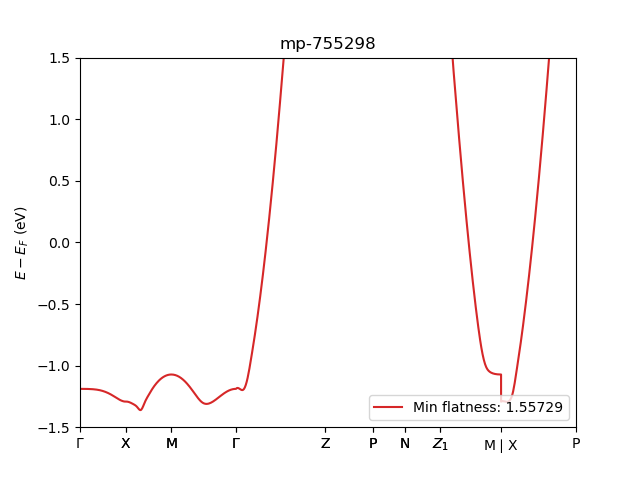 mp-755298
1.5
1.0
0.5
0.0
−0.5
−1.0
−1.5
E − E_F (eV)
Min flatness: 1.55729
Γ X M Γ Z P N Z₁ M | X P